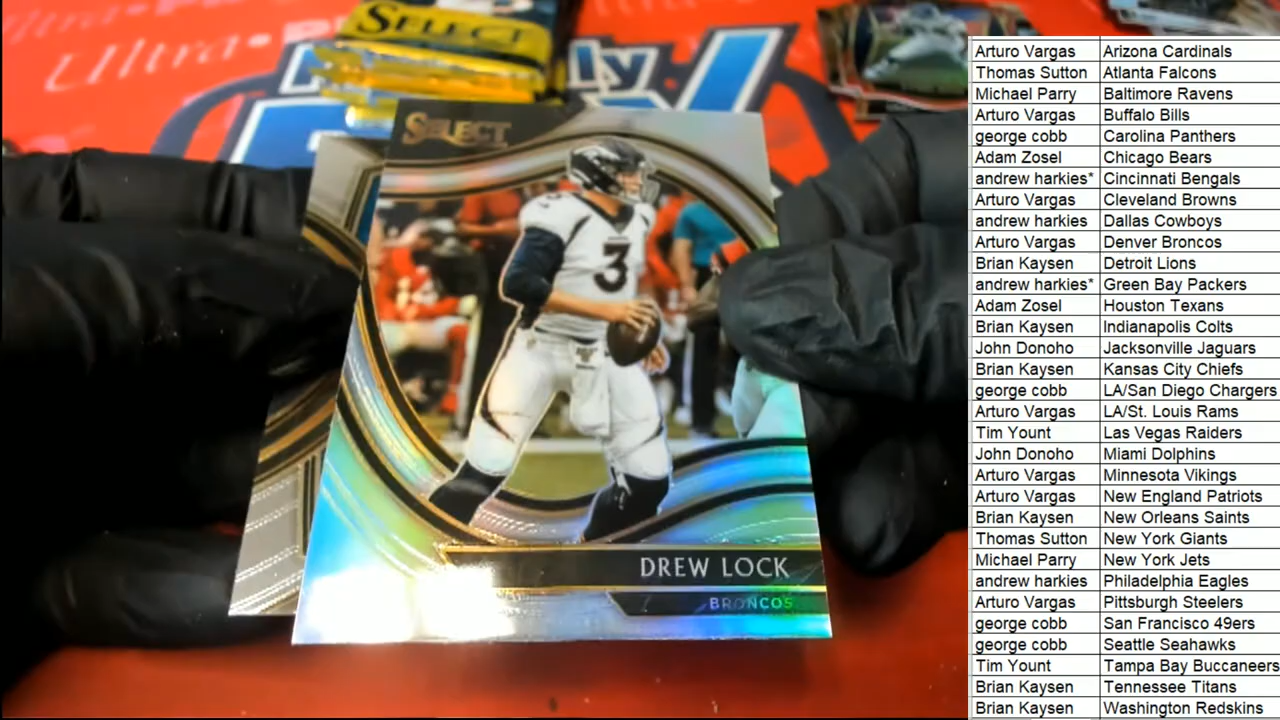 Ultra•P
SELECT
ly
SELECT
3
3
DREW LOCK
BRONCOS
Arturo Vargas Arizona Cardinals
Thomas Sutton Atlanta Falcons
Michael Parry Baltimore Ravens
Arturo Vargas Buffalo Bills
george cobb Carolina Panthers
Adam Zosel Chicago Bears
andrew harkies* Cincinnati Bengals
Arturo Vargas Cleveland Browns
andrew harkies Dallas Cowboys
Arturo Vargas Denver Broncos
Brian Kaysen Detroit Lions
andrew harkies* Green Bay Packers
Adam Zosel Houston Texans
Brian Kaysen Indianapolis Colts
John Donoho Jacksonville Jaguars
Brian Kaysen Kansas City Chiefs
george cobb LA/San Diego Chargers
Arturo Vargas LA/St. Louis Rams
Tim Yount Las Vegas Raiders
John Donoho Miami Dolphins
Arturo Vargas Minnesota Vikings
Arturo Vargas New England Patriots
Brian Kaysen New Orleans Saints
Thomas Sutton New York Giants
Michael Parry New York Jets
andrew harkies Philadelphia Eagles
Arturo Vargas Pittsburgh Steelers
george cobb San Francisco 49ers
george cobb Seattle Seahawks
Tim Yount Tampa Bay Buccaneers
Brian Kaysen Tennessee Titans
Brian Kaysen Washington Redskins